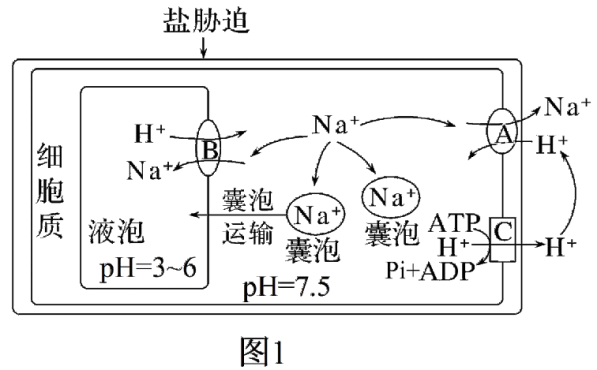 盐胁迫
细胞质
H⁺
Na⁺
B
液泡
pH=3~6
Na⁺
囊泡
运输
Na⁺
囊泡
Na⁺
囊泡
pH=7.5
A
Na⁺
H⁺
ATP
H⁺
C
H⁺
Pi+ADP
图1